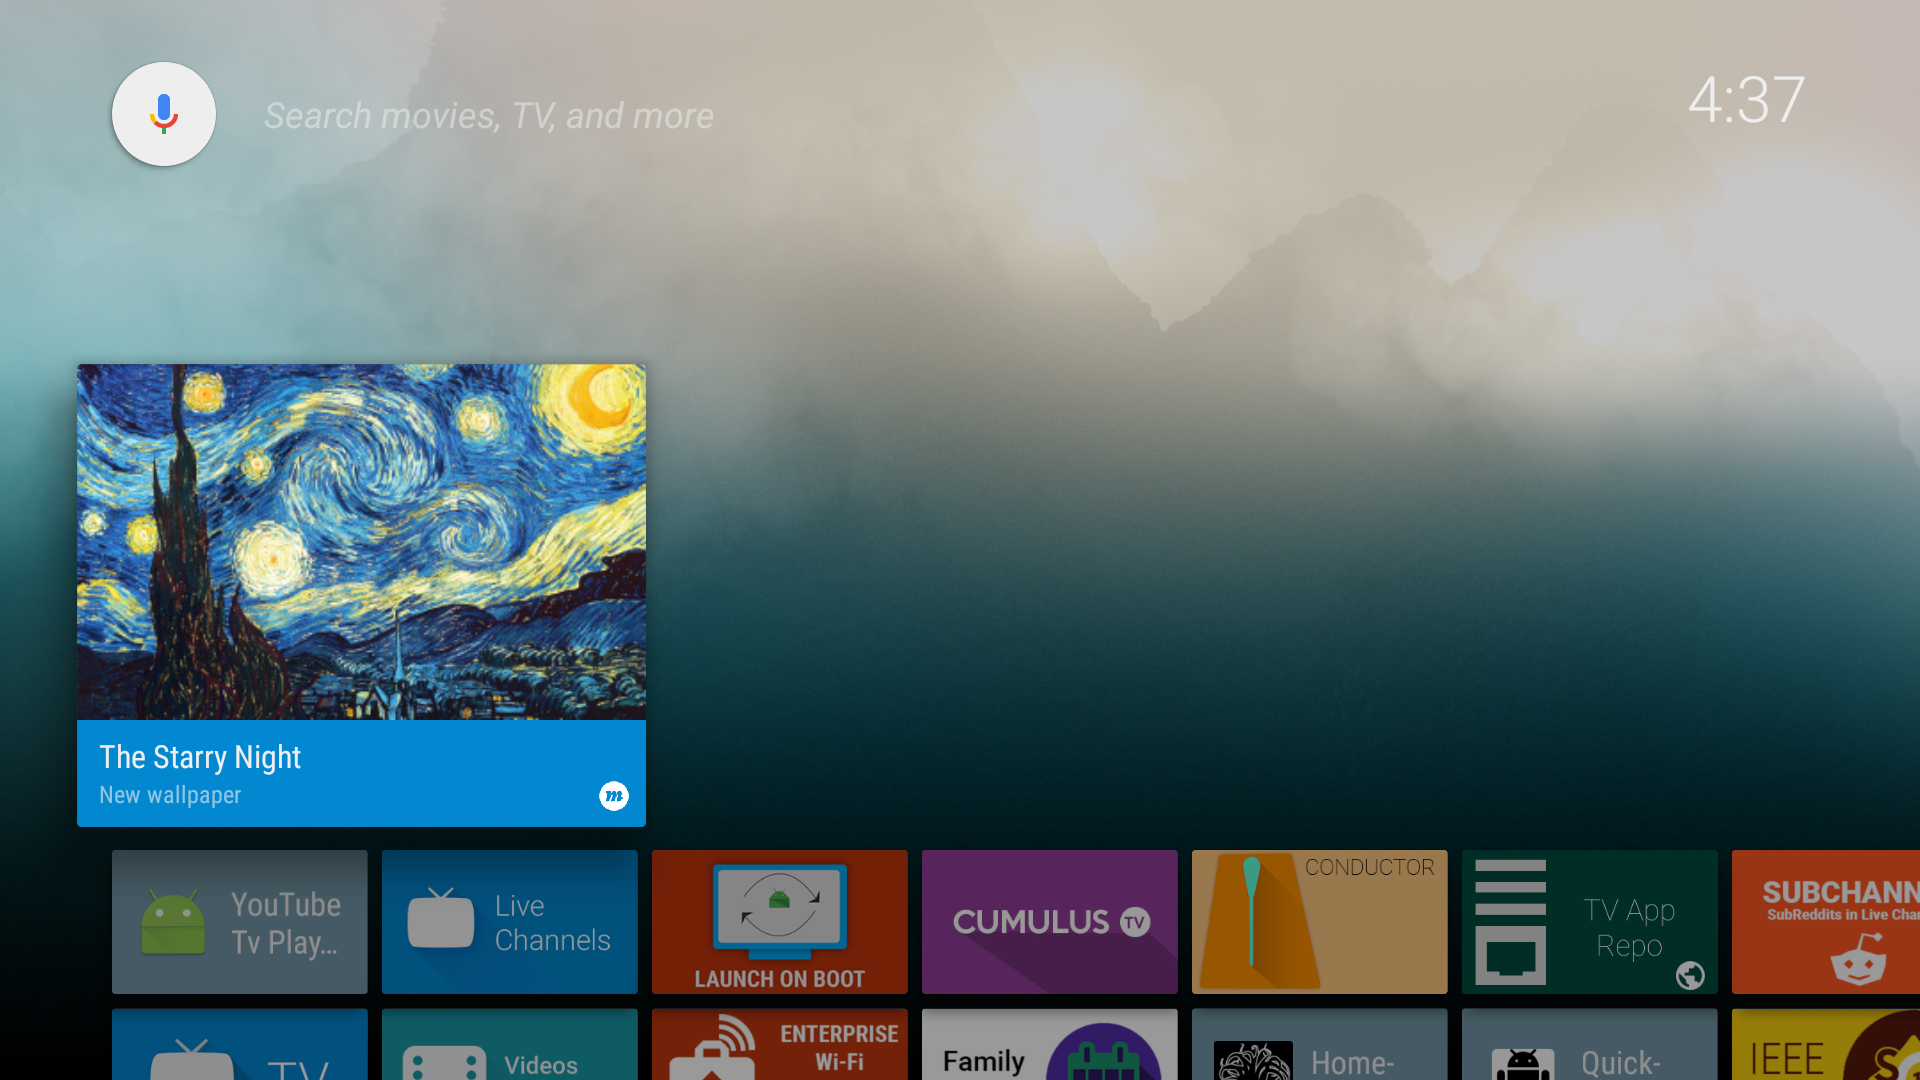 Search movies, TV, and more
4:37
The Starry Night
New wallpaper
m
YouTube
Tv Play...
Live
Channels
LAUNCH ON BOOT
CUMULUS TV
CONDUCTOR
TV App
Repo
SUBCHANN
SubReddits in Live Cha
TV
Videos
ENTERPRISE
Wi-Fi
Family
Home-
Quick-
IEEE
S